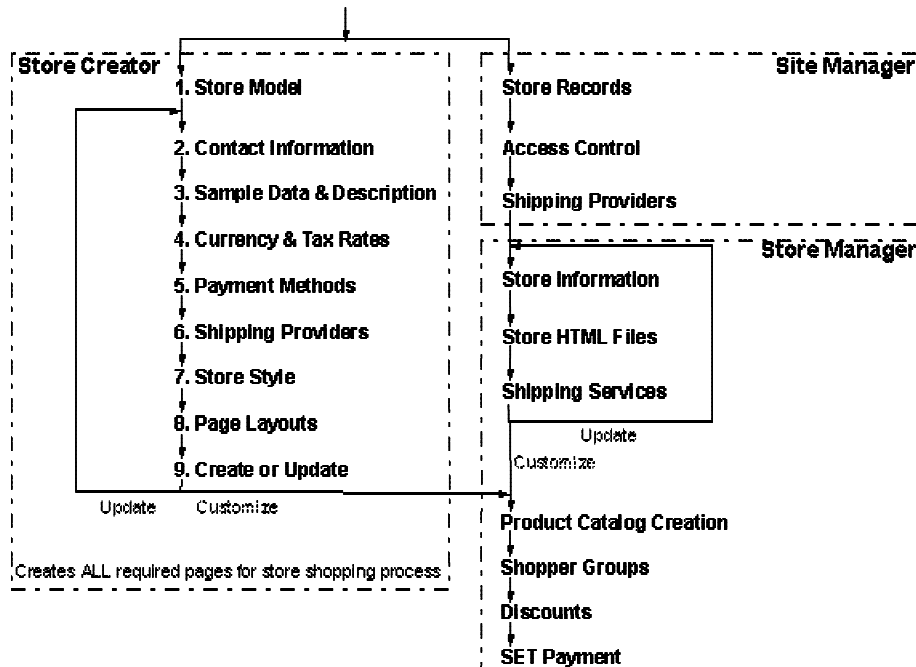 Store Creator
1. Store Model
2. Contact Information
3. Sample Data & Description
4. Currency & Tax Rates
5. Payment Methods
6. Shipping Providers
7. Store Style
8. Page Layouts
9. Create or Update
Update
Customize
Creates ALL required pages for store shopping process
Site Manager
Store Records
Access Control
Shipping Providers
Store Manager
Store Information
Store HTML Files
Shipping Services
Update
Customize
Product Catalog Creation
Shopper Groups
Discounts
SET Payment